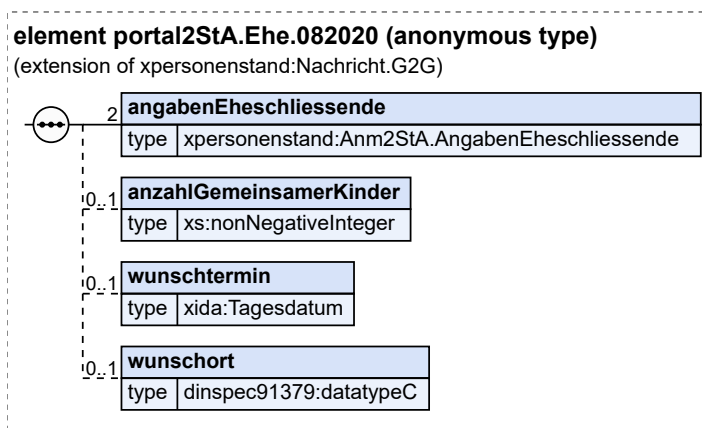 element portal2StA.Ehe.082020 (anonymous type)
(extension of xpersonenstand:Nachricht.G2G)
2 angabenEheschliessende
type xpersonenstand:Anm2StA.AngabenEheschliessende
0..1 anzahlGemeinsamerKinder
type xs:nonNegativeInteger
0..1 wunschtermin
type xida:Tagesdatum
0..1 wunschort
type dinspec91379:datatypeC